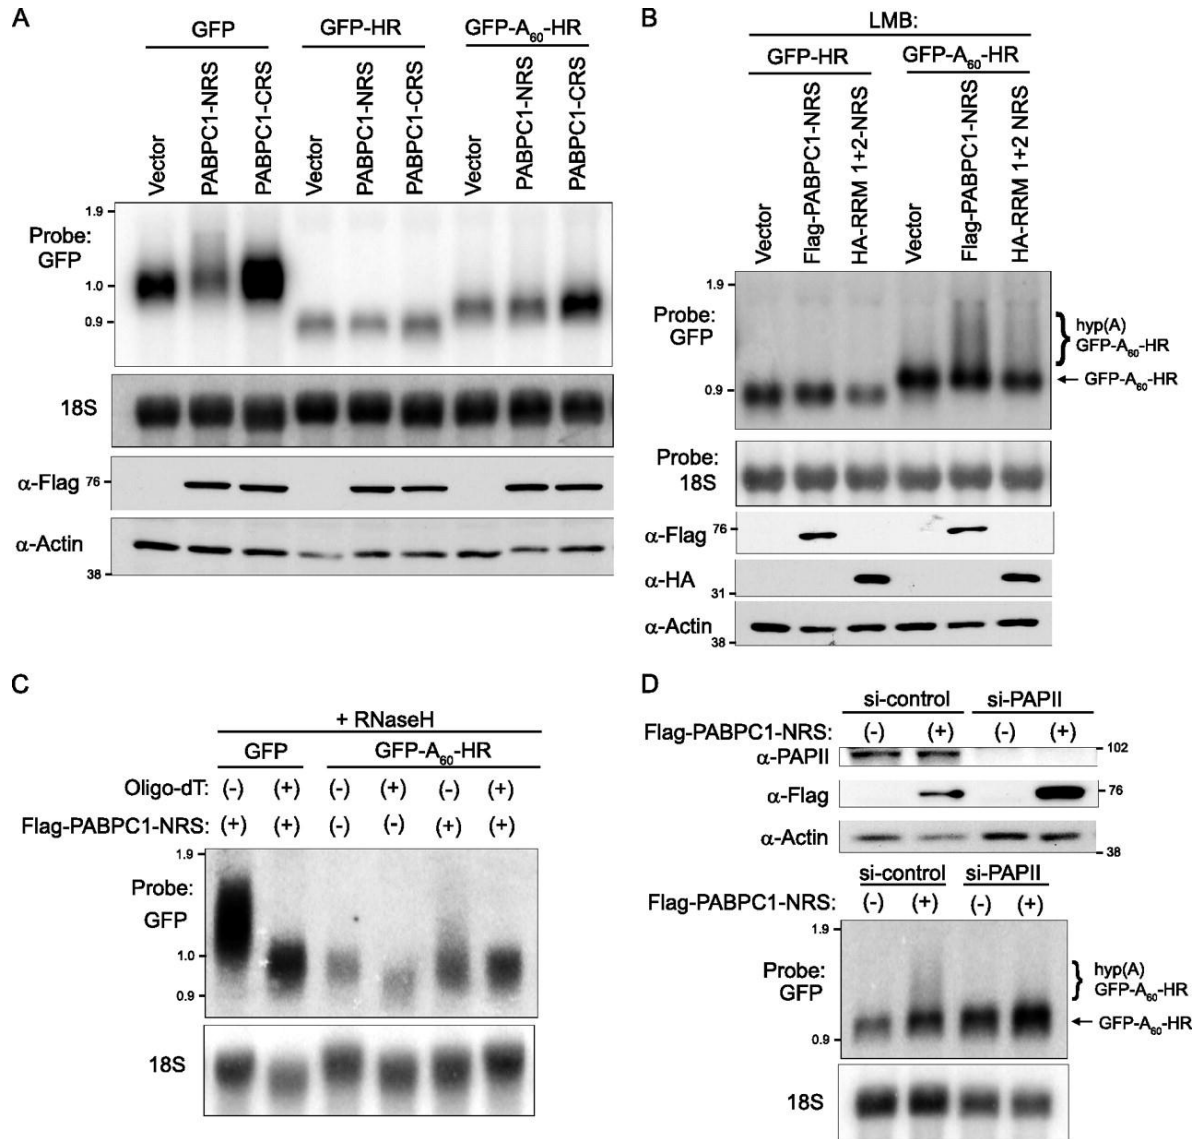 A
GFP GFP-HR GFP-A60-HR
Vector PABPC1-NRS PABPC1-CRS Vector PABPC1-NRS PABPC1-CRS Vector PABPC1-NRS PABPC1-CRS
1.9
Probe:
GFP
1.0
0.9
18S
α-Flag 76
α-Actin
38
B
LMB:
GFP-HR GFP-A60-HR
Vector Flag-PABPC1-NRS HA-RRM 1+2-NRS Vector Flag-PABPC1-NRS HA-RRM 1+2 NRS
1.9
Probe:
GFP
hyp(A)
GFP-A60-HR
0.9
GFP-A60-HR
Probe:
18S
α-Flag 76
α-HA
31
α-Actin
38
C
+ RNaseH
GFP GFP-A60-HR
Oligo-dT: (-) (+) (-) (+) (-) (+)
Flag-PABPC1-NRS: (+) (+) (-) (-) (+) (+)
1.9
Probe:
GFP
1.0
0.9
18S
D
si-control si-PAPII
Flag-PABPC1-NRS: (-) (+) (-) (+)
α-PAPII 102
α-Flag 76
α-Actin
38
si-control si-PAPII
Flag-PABPC1-NRS: (-) (+) (-) (+)
1.9
Probe:
GFP
hyp(A)
GFP-A60-HR
GFP-A60-HR
0.9
18S